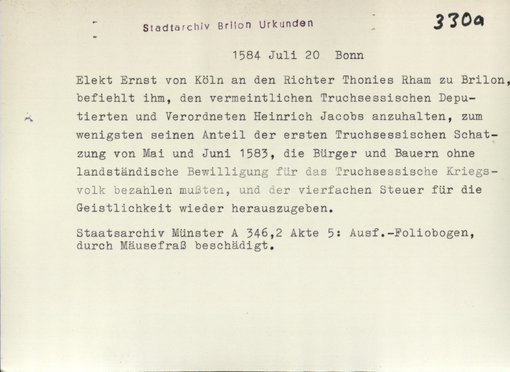 Stadtarchiv Brilon Urkunden
330a
1584 Juli 20 Bonn
Elekt Ernst von Köln an den Richter Thonies Rham zu Brilon,
befiehlt ihm, den vermeintlichen Truchsessischen Depu-
tierten und Verordneten Heinrich Jacobs anzuhalten, zum
wenigsten seinen Anteil der ersten Truchsessischen Schat-
zung von Mai und Juni 1583, die Bürger und Bauern ohne
landständische Bewilligung für das Truchsessische Kriegs-
volk bezahlen mußten, und der vierfachen Steuer für die
Geistlichkeit wieder herauszugeben.
Staatsarchiv Münster A 346,2 Akte 5: Ausf.-Foliobogen,
durch Mäusefraß beschädigt.